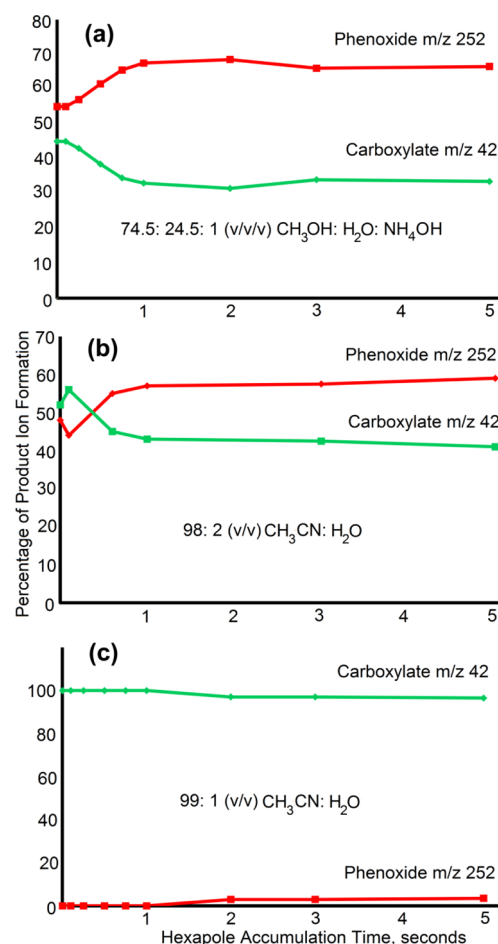 (a)
80
70
60
50
40
30
20
10
0
Phenoxide m/z 252
Carboxylate m/z 42
74.5: 24.5: 1 (v/v/v) CH₃OH: H₂O: NH₄OH
1 2 3 4 5
(b)
70
60
50
40
30
20
10
0
Phenoxide m/z 252
Carboxylate m/z 42
98: 2 (v/v) CH₃CN: H₂O
1 2 3 4 5
Percentage of Product Ion Formation
(c)
100
80
60
40
20
0
Carboxylate m/z 42
99: 1 (v/v) CH₃CN: H₂O
Phenoxide m/z 252
1 2 3 4 5
Hexapole Accumulation Time, seconds